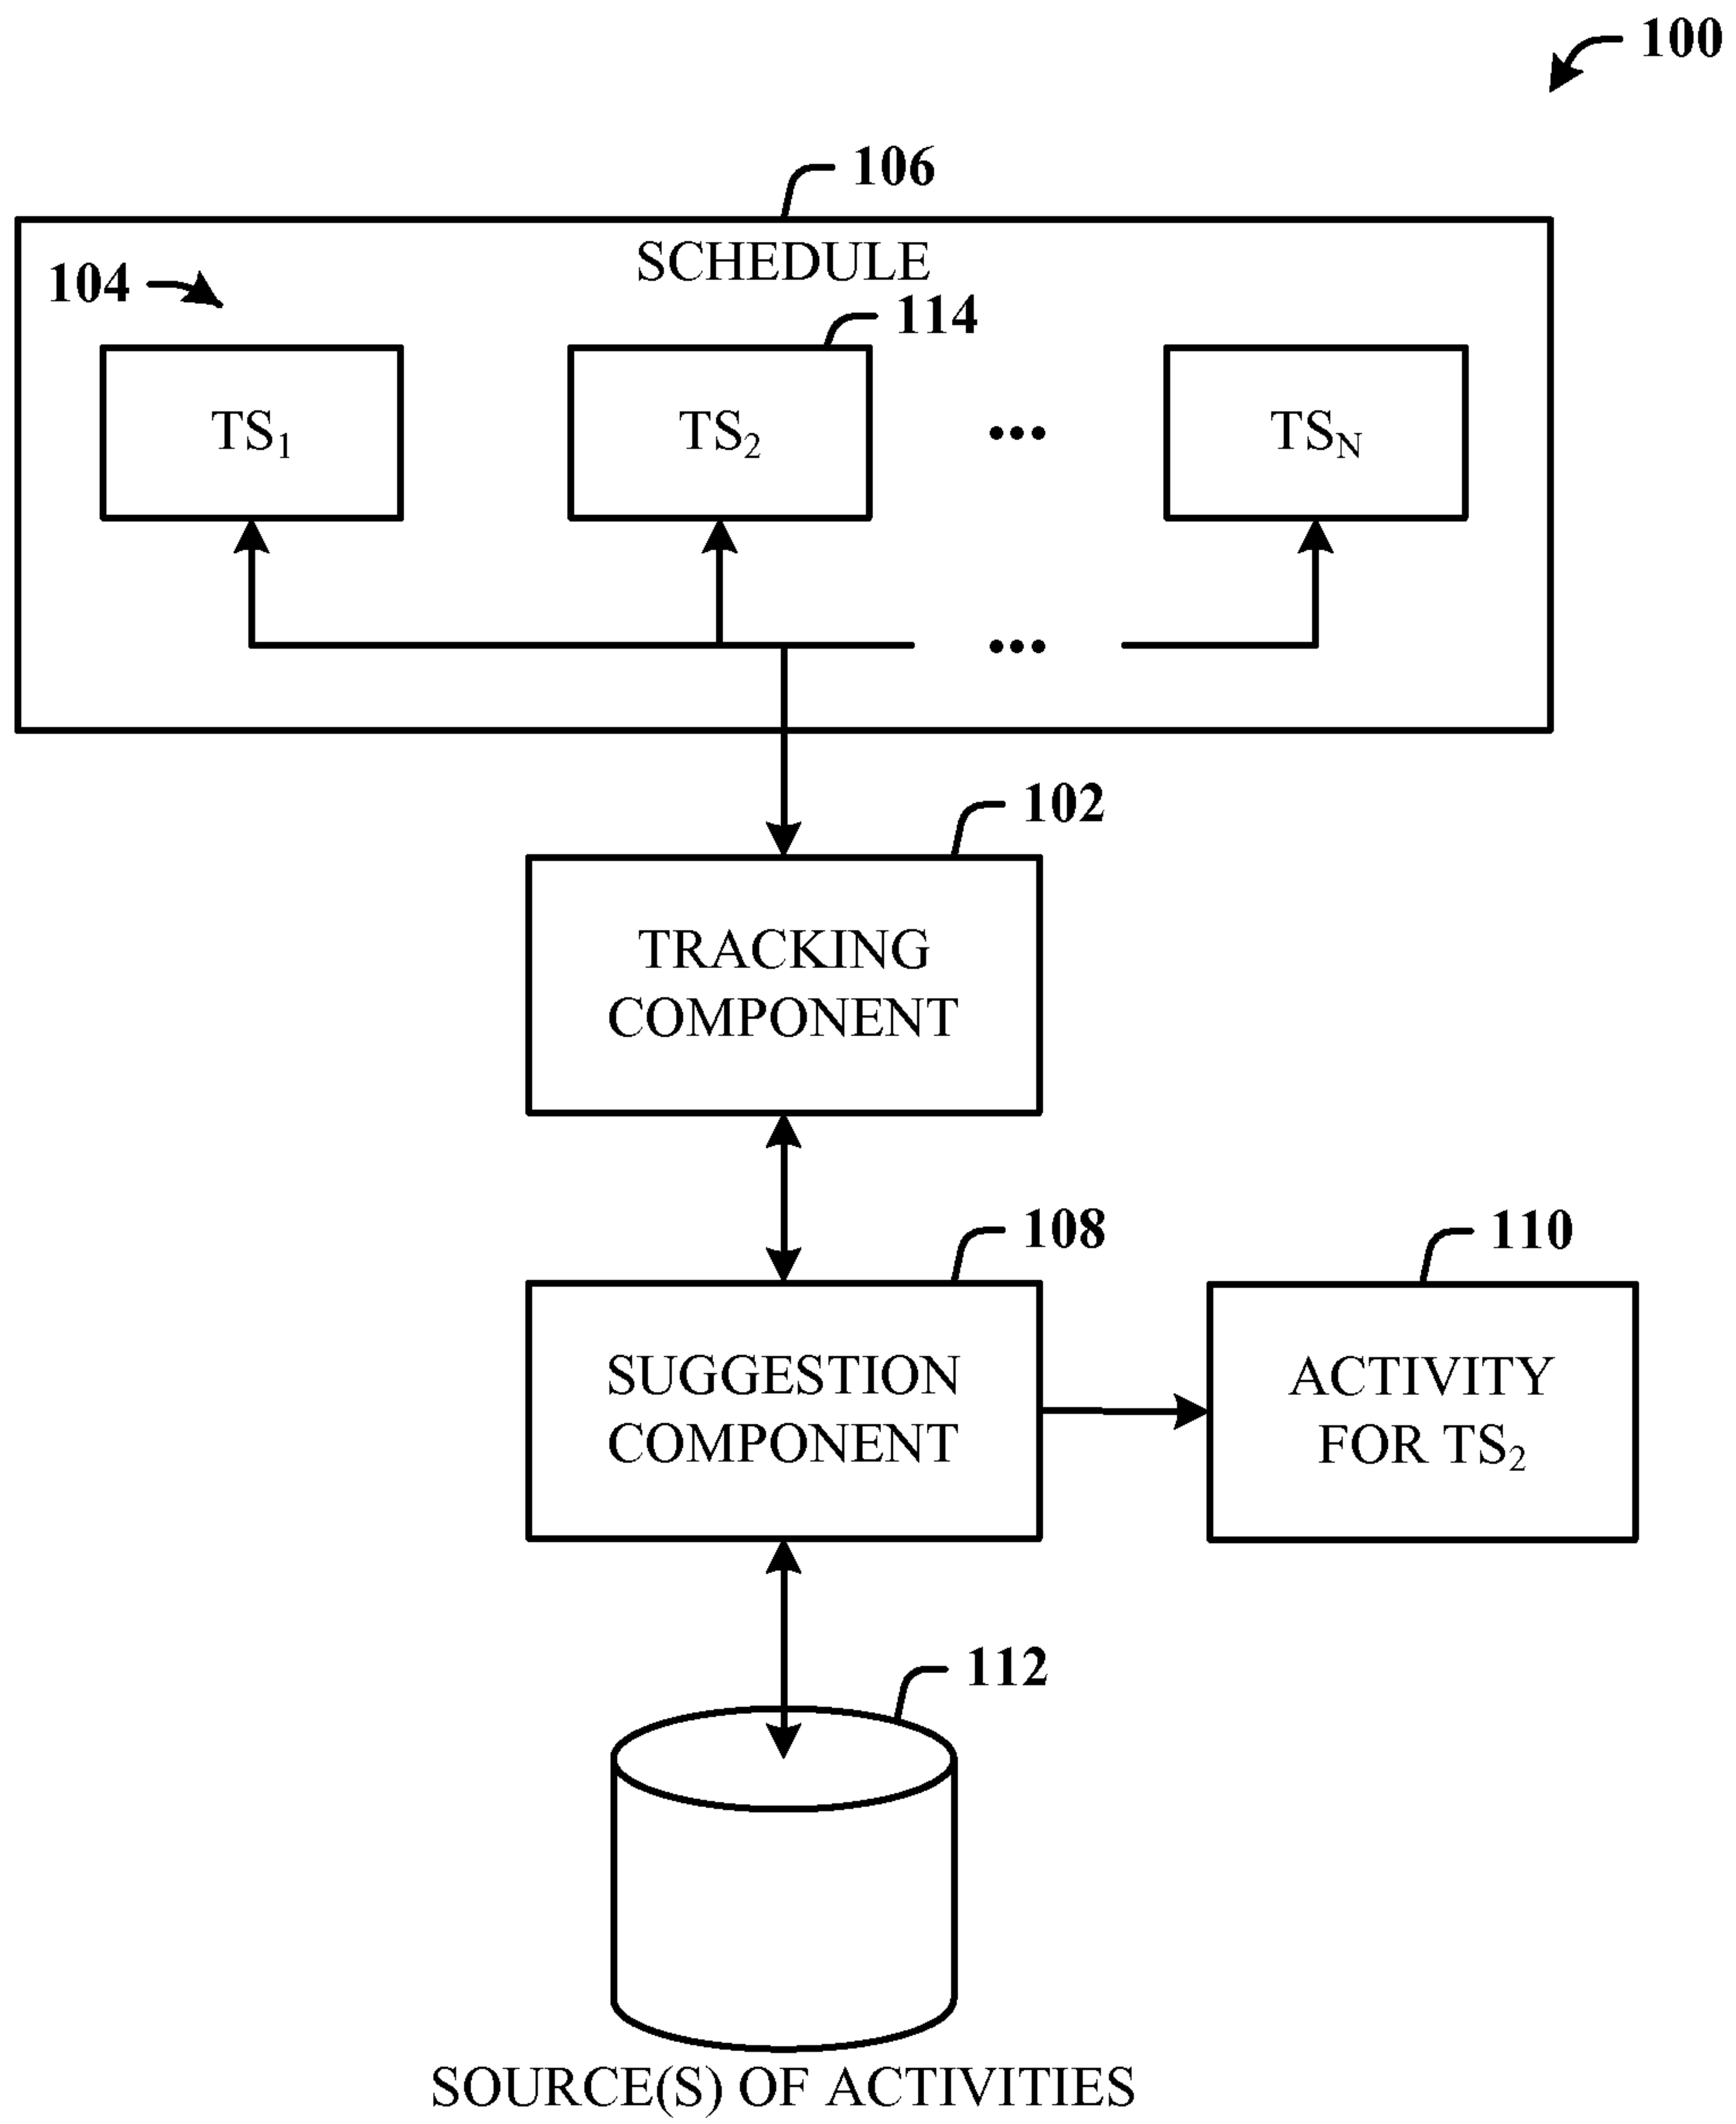 100
106
SCHEDULE
104
114
TS₁
TS₂
•••
TS_N
•••
102
TRACKING
COMPONENT
108
110
SUGGESTION
COMPONENT
ACTIVITY
FOR TS₂
112
SOURCE(S) OF ACTIVITIES